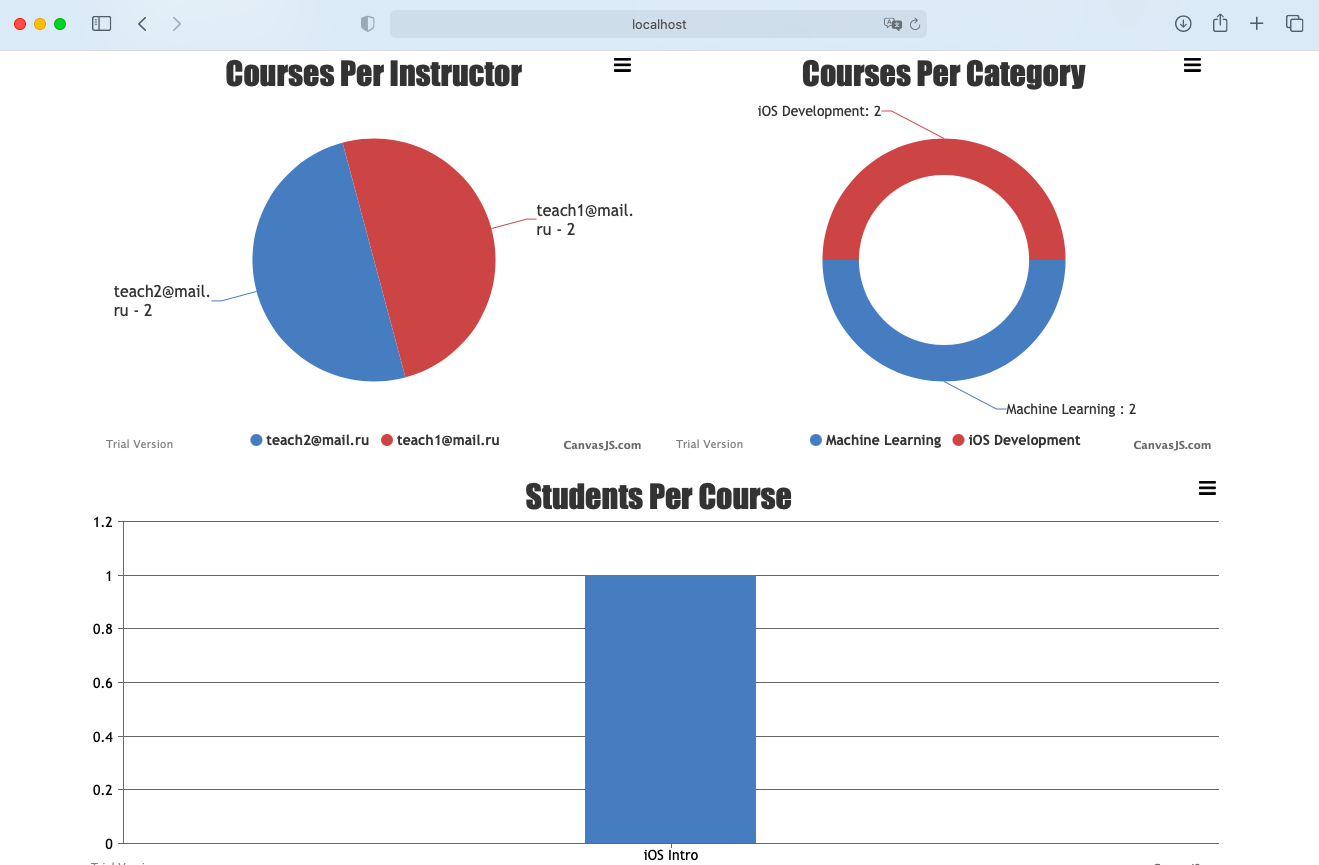 localhost
Courses Per Instructor
teach1@mail.
ru - 2
teach2@mail.
ru - 2
Trial Version
teach2@mail.ru
teach1@mail.ru
CanvasJS.com
Courses Per Category
iOS Development: 2
Machine Learning : 2
Trial Version
Machine Learning
iOS Development
CanvasJS.com
Students Per Course
1.2
1
0.8
0.6
0.4
0.2
0
iOS Intro